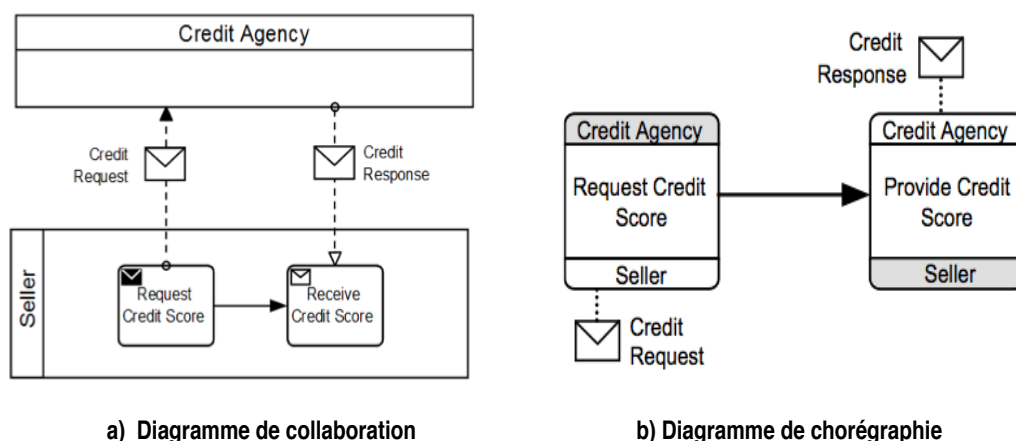 Credit Agency
Credit
Request
Credit
Response
Seller
Request
Credit Score
Receive
Credit Score
a) Diagramme de collaboration
Credit
Response
Credit Agency
Request Credit
Score
Seller
Credit Agency
Provide Credit
Score
Seller
Credit
Request
b) Diagramme de chorégraphie